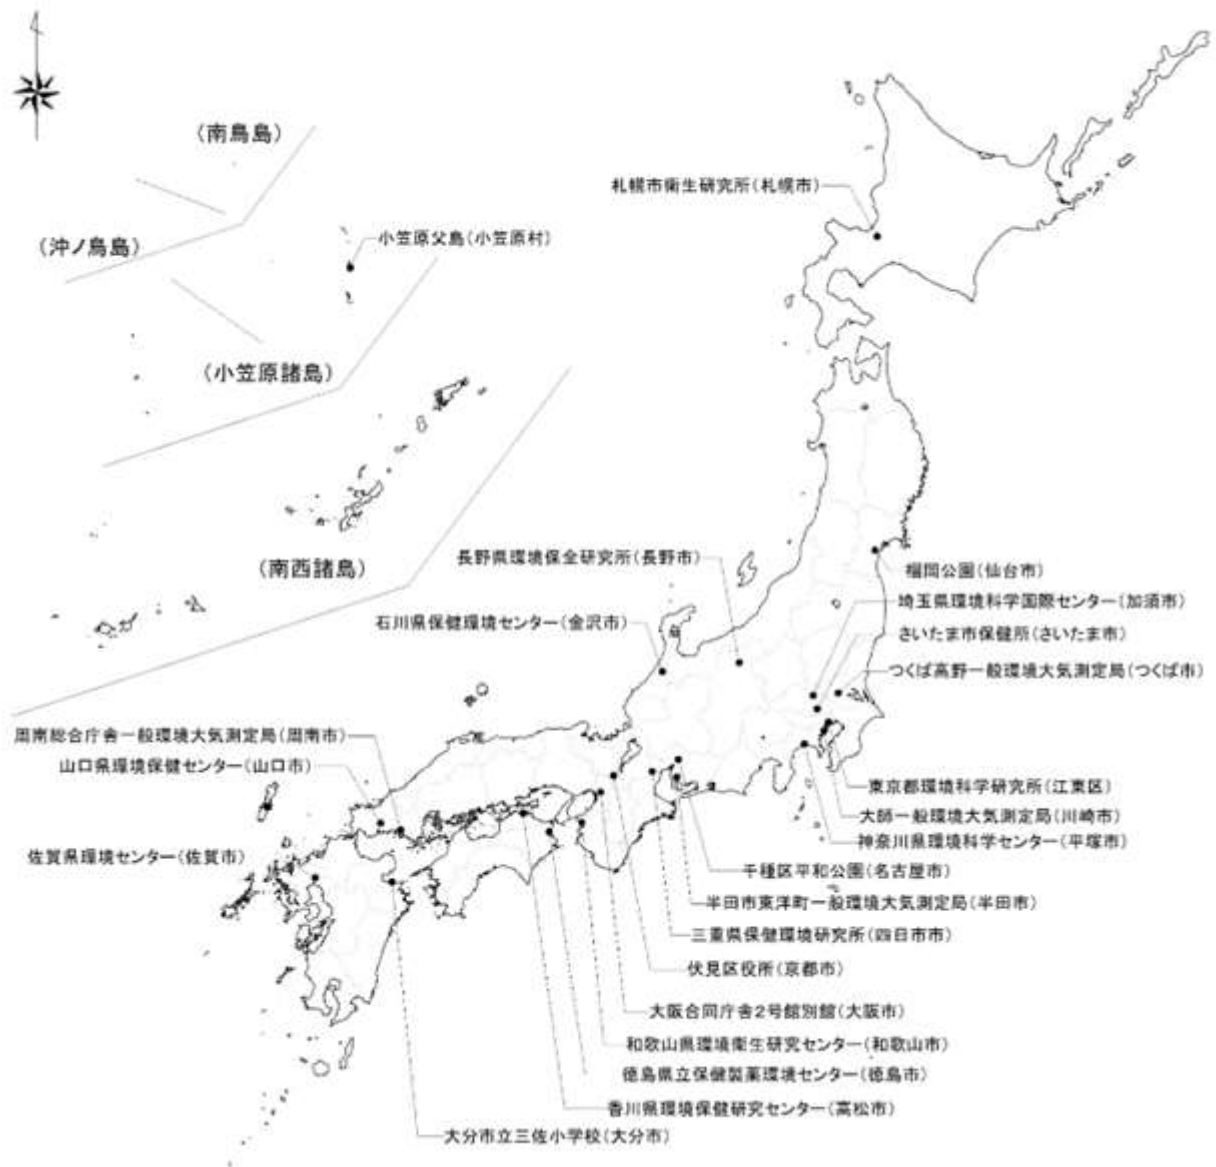 (南鳥島)
札幌市衛生研究所(札幌市)
(沖ノ鳥島)
小笠原父島(小笠原村)
(小笠原諸島)
長野県環境保全研究所(長野市)
(南西諸島)
榴岡公園(仙台市)
埼玉県環境科学国際センター(加須市)
石川県保健環境センター(金沢市)
さいたま市保健所(さいたま市)
つくば高野一般環境大気測定局(つくば市)
周南総合庁舎一般環境大気測定局(周南市)
山口県環境保健センター(山口市)
東京都環境科学研究所(江東区)
大師一般環境大気測定局(川崎市)
神奈川県環境科学センター(平塚市)
佐賀県環境センター(佐賀市)
千種区平和公園(名古屋市)
半田市東洋町一般環境大気測定局(半田市)
三重県保健環境研究所(四日市市)
伏見区役所(京都市)
大阪合同庁舎2号館別館(大阪市)
和歌山県環境衛生研究センター(和歌山市)
徳島県立保健製薬環境センター(徳島市)
香川県環境保健研究センター(高松市)
大分市立三佐小学校(大分市)